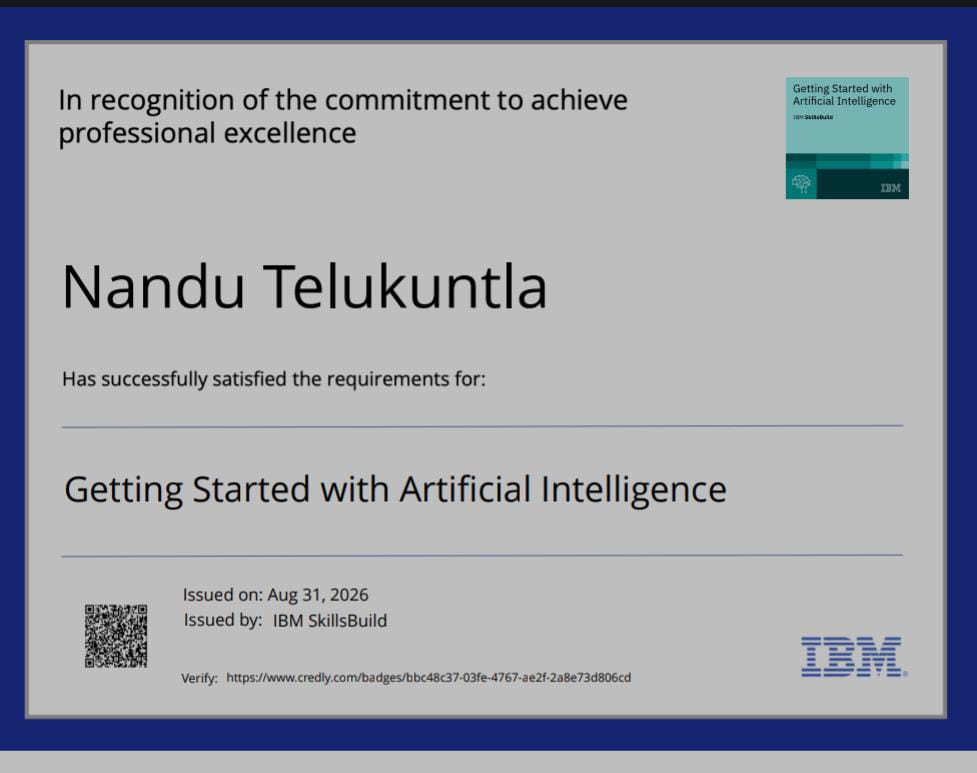 In recognition of the commitment to achieve
professional excellence
Getting Started with
Artificial Intelligence
IBM SkillsBuild
IBM
Nandu Telukuntla
Has successfully satisfied the requirements for:
Getting Started with Artificial Intelligence
Issued on: Aug 31, 2026
Issued by: IBM SkillsBuild
Verify: https://www.credly.com/badges/bbc48c37-03fe-4767-ae2f-2a8e73d806cd
IBM®